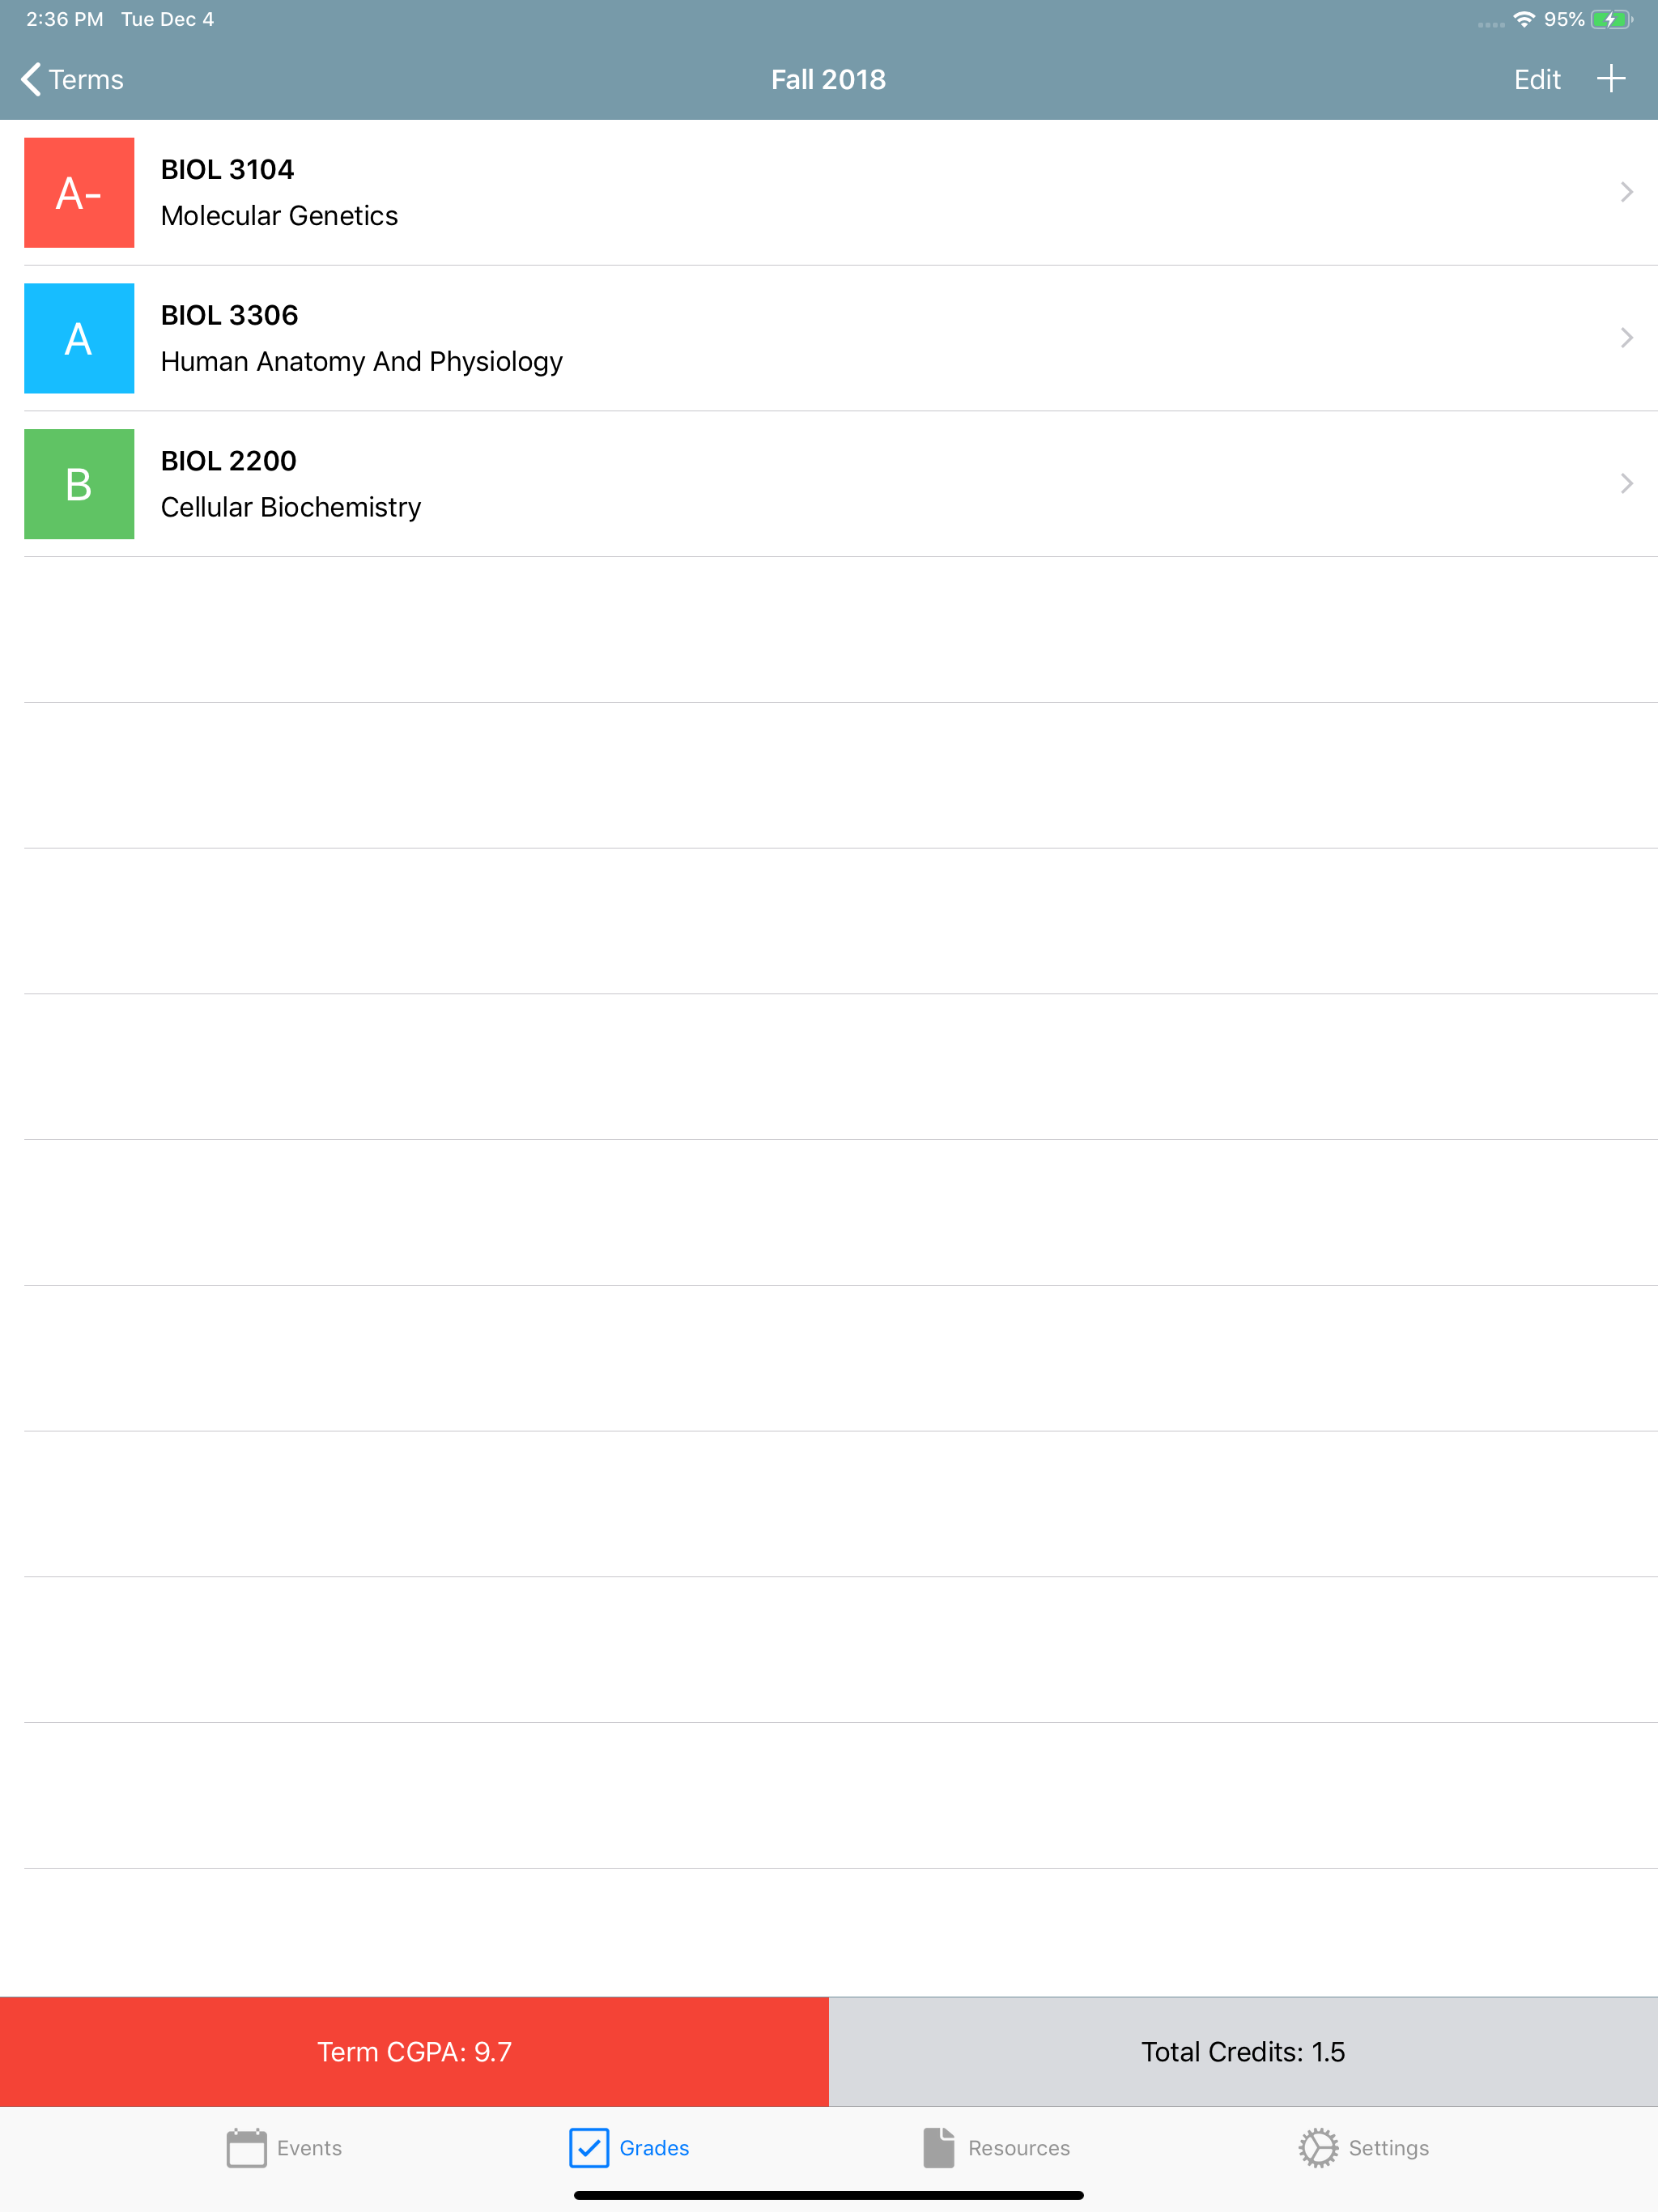 2:36 PM Tue Dec 4 95%
Terms Fall 2018 Edit
A- BIOL 3104
Molecular Genetics
A BIOL 3306
Human Anatomy And Physiology
B BIOL 2200
Cellular Biochemistry
Term CGPA: 9.7 Total Credits: 1.5
Events Grades Resources Settings